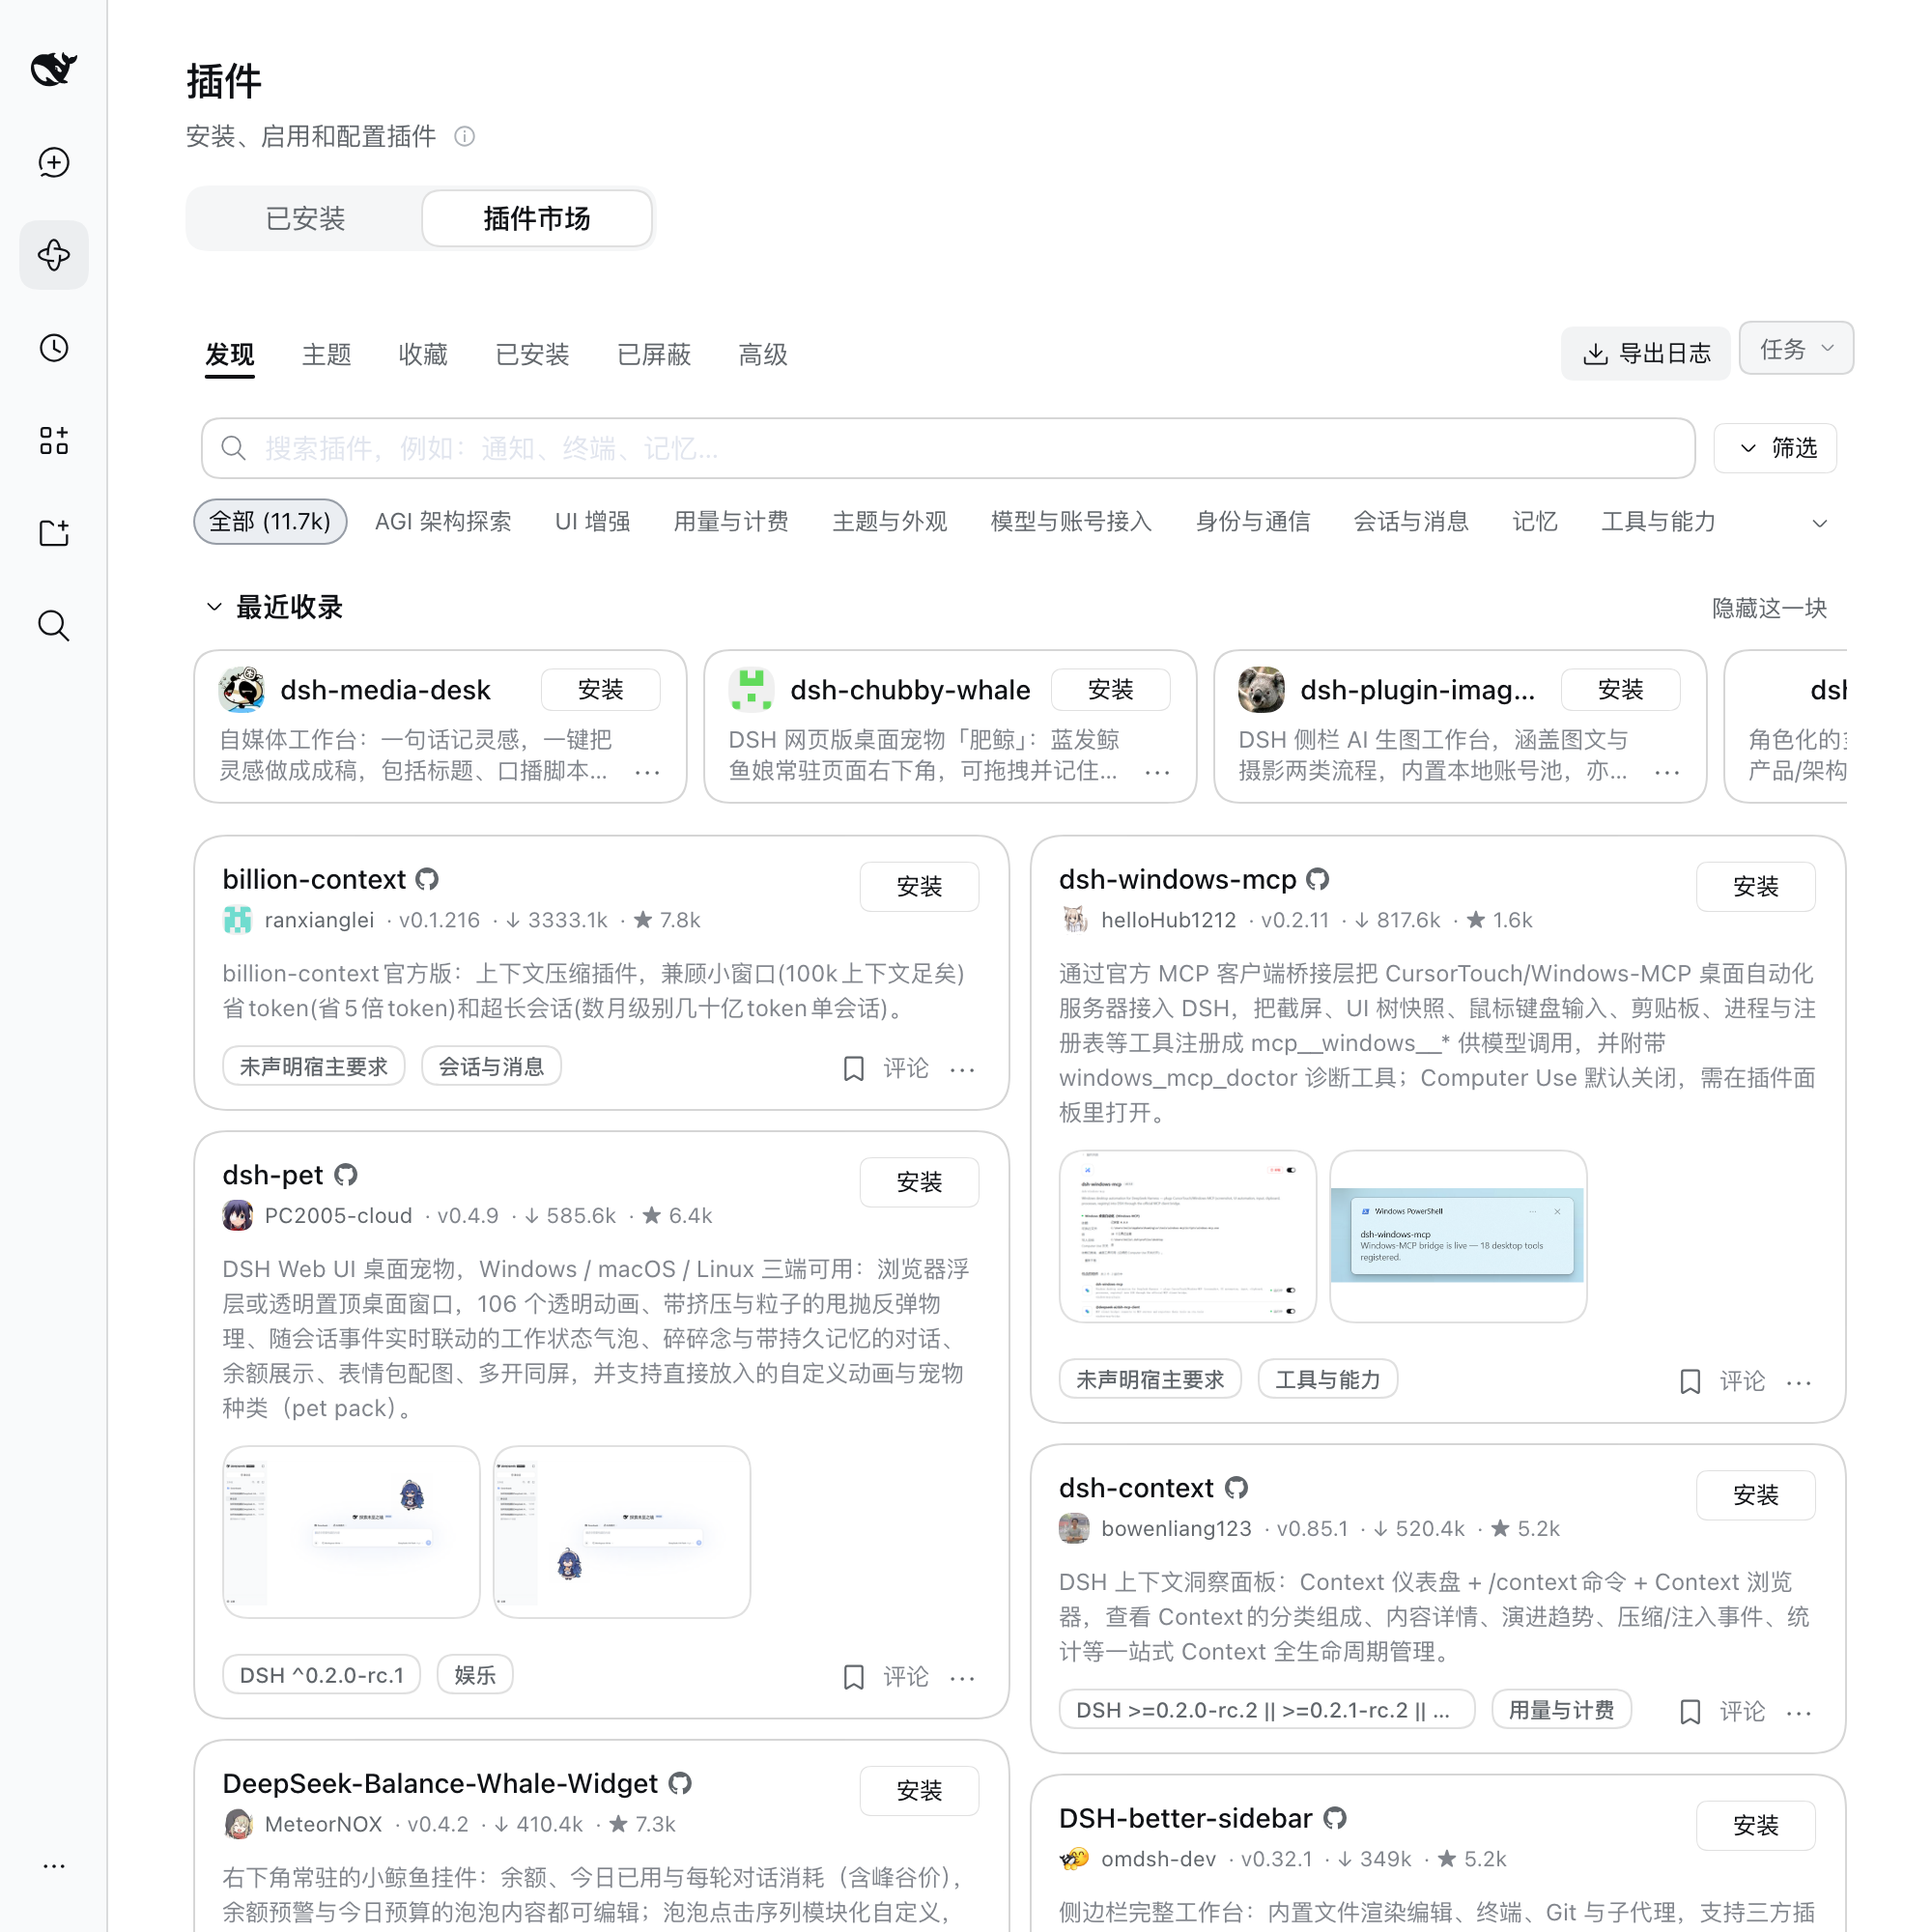 插件
安装、启用和配置插件
已安装
插件市场
发现
主题
收藏
已安装
已屏蔽
高级
导出日志
任务
搜索插件，例如：通知、终端、记忆...
筛选
全部 (11.7k)
AGI 架构探索
UI 增强
用量与计费
主题与外观
模型与账号接入
身份与通信
会话与消息
记忆
工具与能力
最近收录
隐藏这一块
dsh-media-desk
安装
自媒体工作台：一句话记灵感，一键把
灵感做成成稿，包括标题、口播脚本...
dsh-chubby-whale
安装
DSH 网页版桌面宠物「肥鲸」：蓝发鲸
鱼娘常驻页面右下角，可拖拽并记住...
dsh-plugin-imag...
安装
DSH 侧栏 AI 生图工作台，涵盖图文与
摄影两类流程，内置本地账号池，亦...
角色化的
产品/架构
billion-context
安装
ranxianglei · v0.1.216 · ↓ 3333.1k · ★ 7.8k
billion-context官方版：上下文压缩插件，兼顾小窗口(100k上下文足矣)
省token(省5倍token)和超长会话(数月级别几十亿token单会话)。
未声明宿主要求
会话与消息
评论
dsh-pet
安装
PC2005-cloud · v0.4.9 · ↓ 585.6k · ★ 6.4k
DSH Web UI 桌面宠物，Windows / macOS / Linux 三端可用：浏览器浮
层或透明置顶桌面窗口，106 个透明动画、带挤压与粒子的甩抛反弹物
理、随会话事件实时联动的工作状态气泡、碎碎念与带持久记忆的对话、
余额展示、表情包配图、多开同屏，并支持直接放入的自定义动画与宠物
种类（pet pack）。
DSH ^0.2.0-rc.1
娱乐
评论
DeepSeek-Balance-Whale-Widget
安装
MeteorNOX · v0.4.2 · ↓ 410.4k · ★ 7.3k
右下角常驻的小鲸鱼挂件：余额、今日已用与每轮对话消耗（含峰谷价），
余额预警与今日预算的泡泡内容都可编辑；泡泡点击序列模块化自定义，
dsh-windows-mcp
安装
helloHub1212 · v0.2.11 · ↓ 817.6k · ★ 1.6k
通过官方 MCP 客户端桥接层把 CursorTouch/Windows-MCP 桌面自动化
服务器接入 DSH，把截屏、UI 树快照、鼠标键盘输入、剪贴板、进程与注
册表等工具注册成 mcp__windows__* 供模型调用，并附带
windows_mcp_doctor 诊断工具；Computer Use 默认关闭，需在插件面
板里打开。
dsh-windows-mcp
Windows PowerShell
dsh-windows-mcp
Windows-MCP bridge is live — 18 desktop tools
registered.
未声明宿主要求
工具与能力
评论
dsh-context
安装
bowenliang123 · v0.85.1 · ↓ 520.4k · ★ 5.2k
DSH 上下文洞察面板：Context 仪表盘 + /context命令 + Context 浏览
器，查看 Context的分类组成、内容详情、演进趋势、压缩/注入事件、统
计等一站式 Context 全生命周期管理。
DSH >=0.2.0-rc.2 || >=0.2.1-rc.2 || ...
用量与计费
评论
DSH-better-sidebar
安装
omdsh-dev · v0.32.1 · ↓ 349k · ★ 5.2k
侧边栏完整工作台：内置文件渲染编辑、终端、Git 与子代理，支持三方插